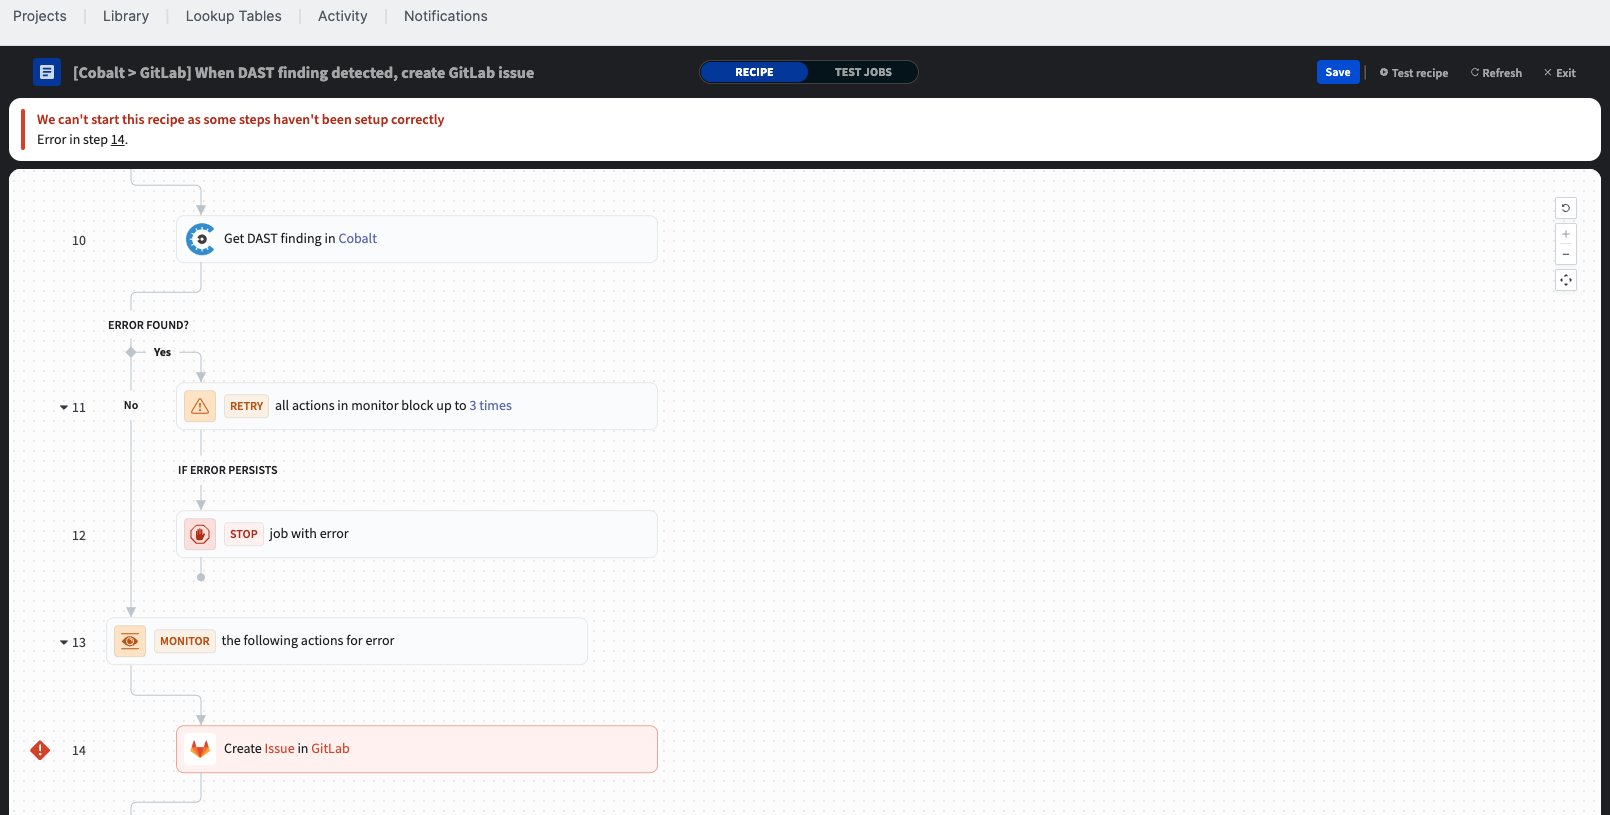 Projects
Library
Lookup Tables
Activity
Notifications
[Cobalt > GitLab] When DAST finding detected, create GitLab issue
RECIPE
TEST JOBS
Save
Test recipe
Refresh
Exit
We can't start this recipe as some steps haven't been setup correctly
Error in step 14.
10
Get DAST finding in Cobalt
ERROR FOUND?
Yes
11
No
RETRY all actions in monitor block up to 3 times
IF ERROR PERSISTS
12
STOP job with error
13
MONITOR the following actions for error
14
Create Issue in GitLab